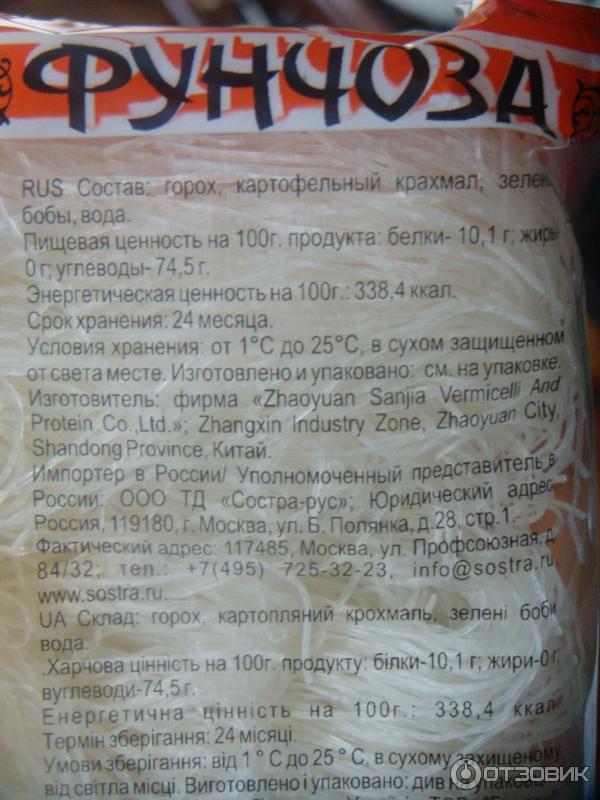 ФУНЧОЗА
RUS Состав: горох, картофельный крахмал, зелен
бобы, вода.
Пищевая ценность на 100г. продукта: белки- 10,1 г; жиры-
0 г; углеводы- 74,5 г.
Энергетическая ценность на 100г.: 338,4 ккал.
Срок хранения: 24 месяца.
Условия хранения: от 1°С до 25°С, в сухом защищенном
от света месте. Изготовлено и упаковано: см. на упаковке.
Изготовитель: фирма «Zhaoyuan Sanjia Vermicelli And
Protein Co.,Ltd.»; Zhangxin Industry Zone, Zhaoyuan City,
Shandong Province, Китай.
Импортер в России/ Уполномоченный представитель в
России: ООО ТД «Состра-рус»; Юридический адрес:
Россия, 119180, г. Москва, ул. Б. Полянка, д.28, стр.1.
Фактический адрес: 117485, Москва, ул. Профсоюзная, д.
84/32; тел.: +7(495) 725-32-23, info@sostra.ru,
www.sostra.ru.
UA Склад: горох, картопляний крохмаль, зелені боби
вода.
.Харчова цінність на 100г. продукту: білки-10,1 г; жири-0 г.
вуглеводи-74,5 г.
Енергетична цінність на 100г.: 338,4 ккал.
Термін зберігання: 24 місяці.
Умови зберігання: від 1 ° С до 25 ° С, в сухому захищеному
від світла місці. Виготовлено і упаковано: див на
ОТЗОВИК